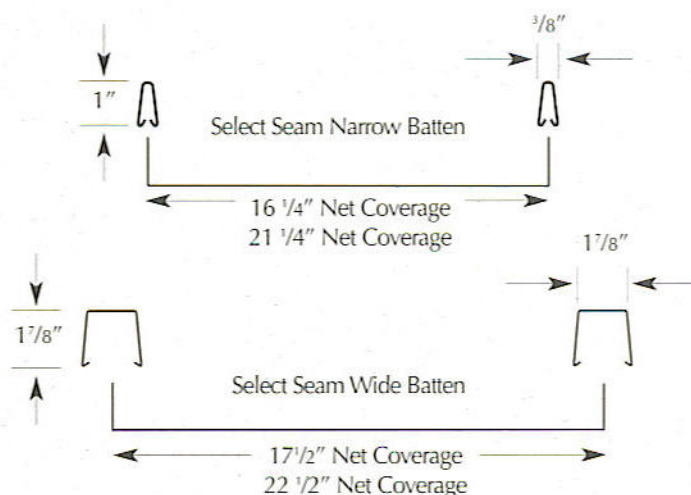 3/8"
1"
Select Seam Narrow Batten
16 1/4" Net Coverage
21 1/4" Net Coverage
1 7/8"
1 7/8"
Select Seam Wide Batten
17 1/2" Net Coverage
22 1/2" Net Coverage